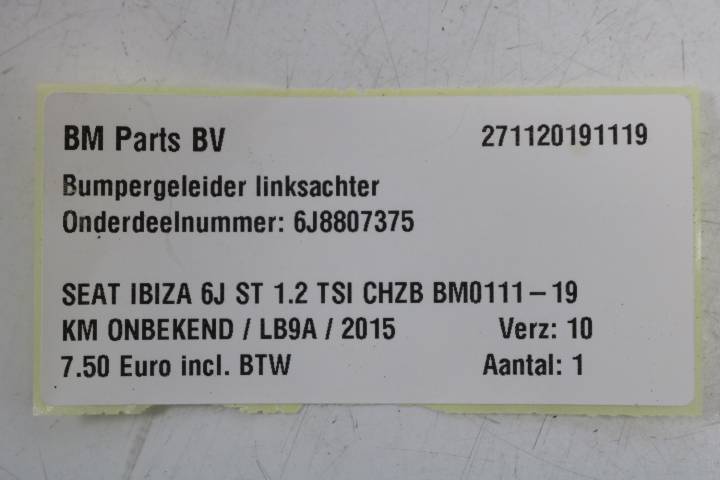 BM Parts BV 271120191119
Bumpergeleider linksachter
Onderdeelnummer: 6J8807375
SEAT IBIZA 6J ST 1.2 TSI CHZB BM0111-19
KM ONBEKEND / LB9A / 2015 Verz: 10
7.50 Euro incl. BTW Aantal: 1